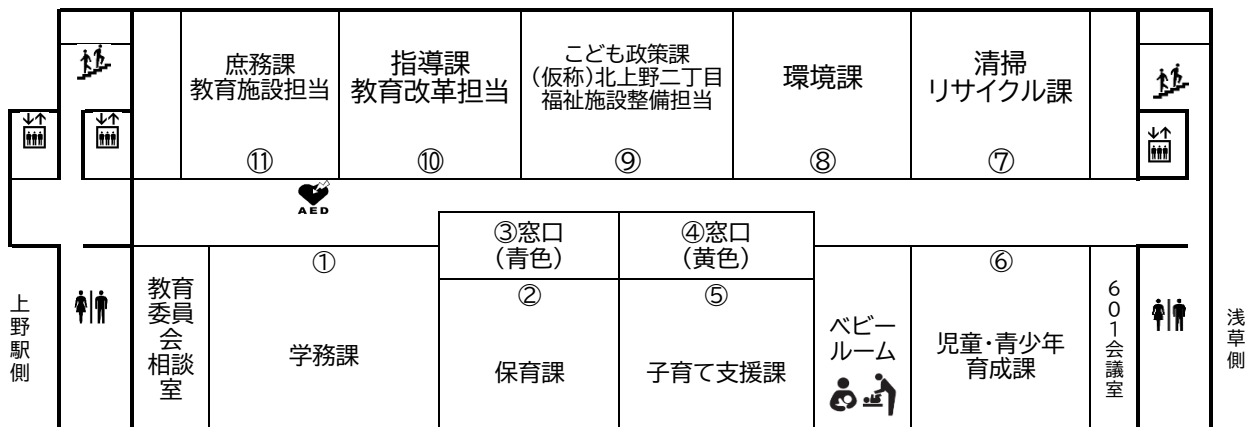 庶務課
教育施設担当
⑪
指導課
教育改革担当
⑩
こども政策課
(仮称)北上野二丁目
福祉施設整備担当
⑨
環境課
⑧
清掃
リサイクル課
⑦
AED
③窓口
(青色)
④窓口
(黄色)
上野駅側
教育
委員
会
相談
室
①
学務課
②
保育課
⑤
子育て支援課
ベビー
ルーム
⑥
児童・青少年
育成課
601会議室
浅草側